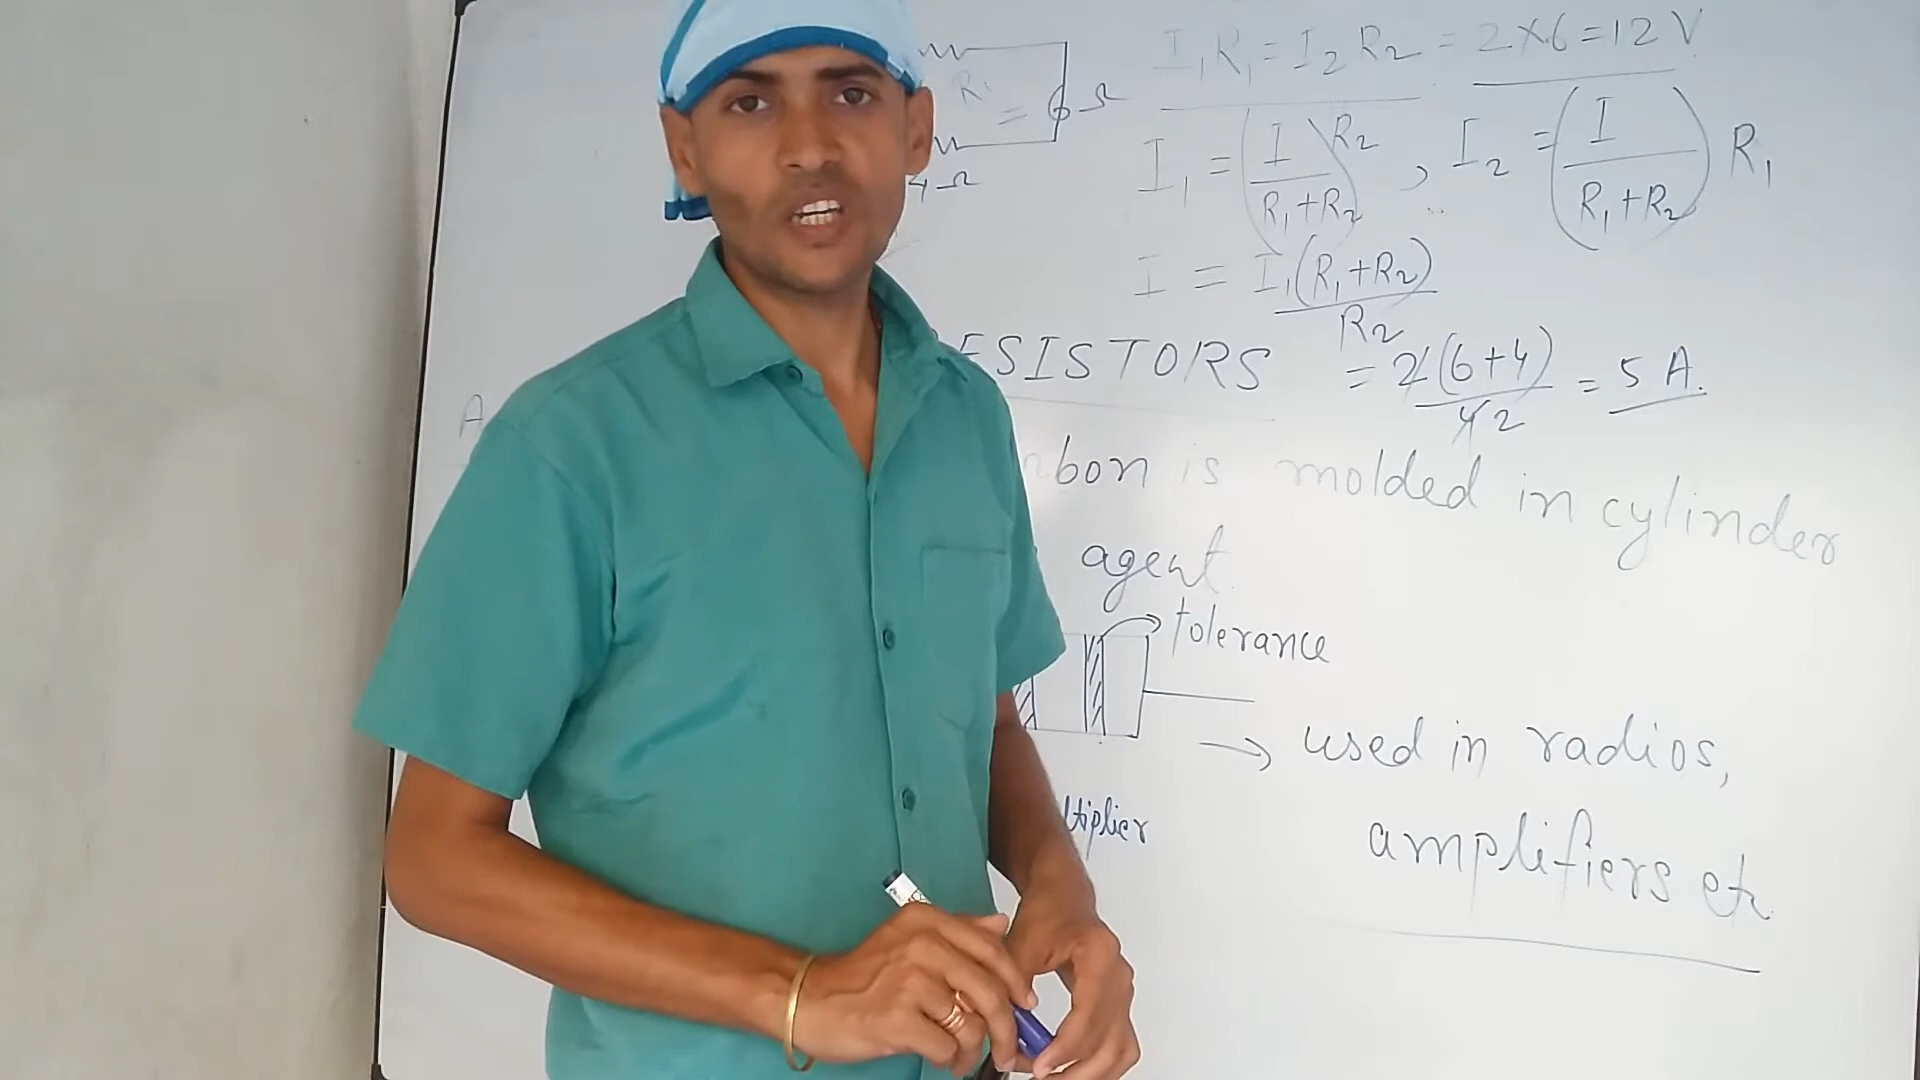 I₁R₁ = I₂R₂ = 2×6=12 V
R₁ = 6 Ω
4 Ω
I₁ = (I / R₁+R₂) R₂ , I₂ = (I / R₁+R₂) R₁
I = I₁(R₁+R₂) / R₂
= 2(6+4) / 4 2 = 5 A.
ESISTORS
A
rbon is molded in cylinder
agent
tolerance
→ used in radios,
ltiplier
amplifiers etc